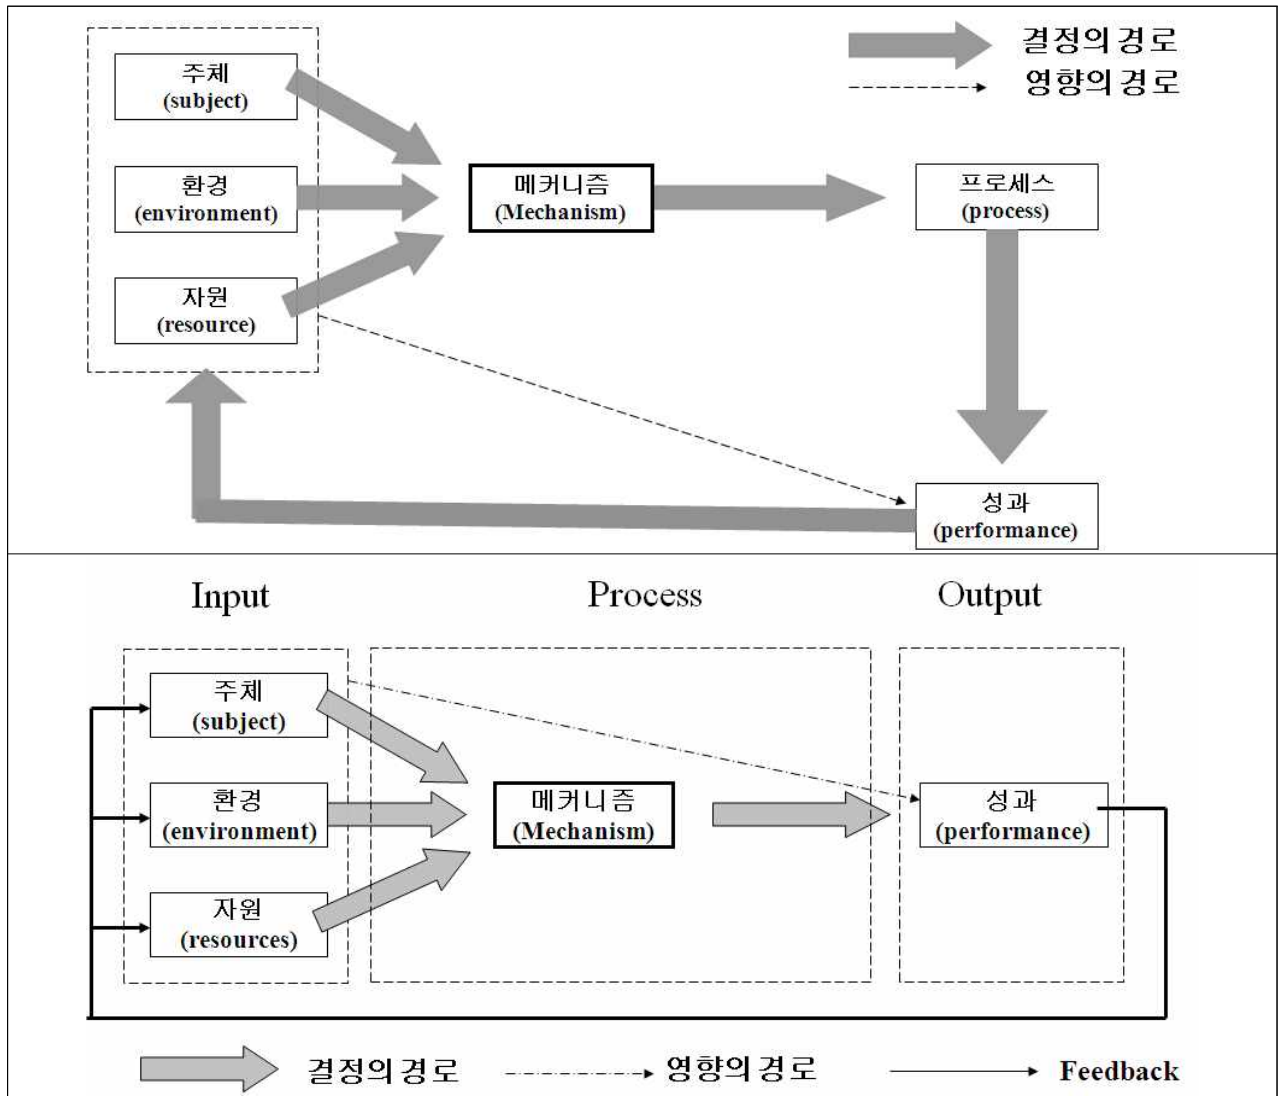 결정의 경로
영향의 경로
주체
(subject)
환경
(environment)
자원
(resource)
메커니즘
(Mechanism)
프로세스
(process)
성과
(performance)
Input
Process
Output
주체
(subject)
환경
(environment)
자원
(resources)
메커니즘
(Mechanism)
성과
(performance)
결정의 경로
영향의 경로
Feedback